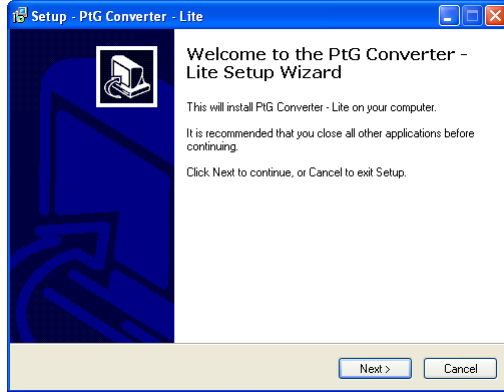 Setup - PtG Converter - Lite
Welcome to the PtG Converter -
Lite Setup Wizard
This will install PtG Converter - Lite on your computer.
It is recommended that you close all other applications before
continuing.
Click Next to continue, or Cancel to exit Setup.
Next >
Cancel